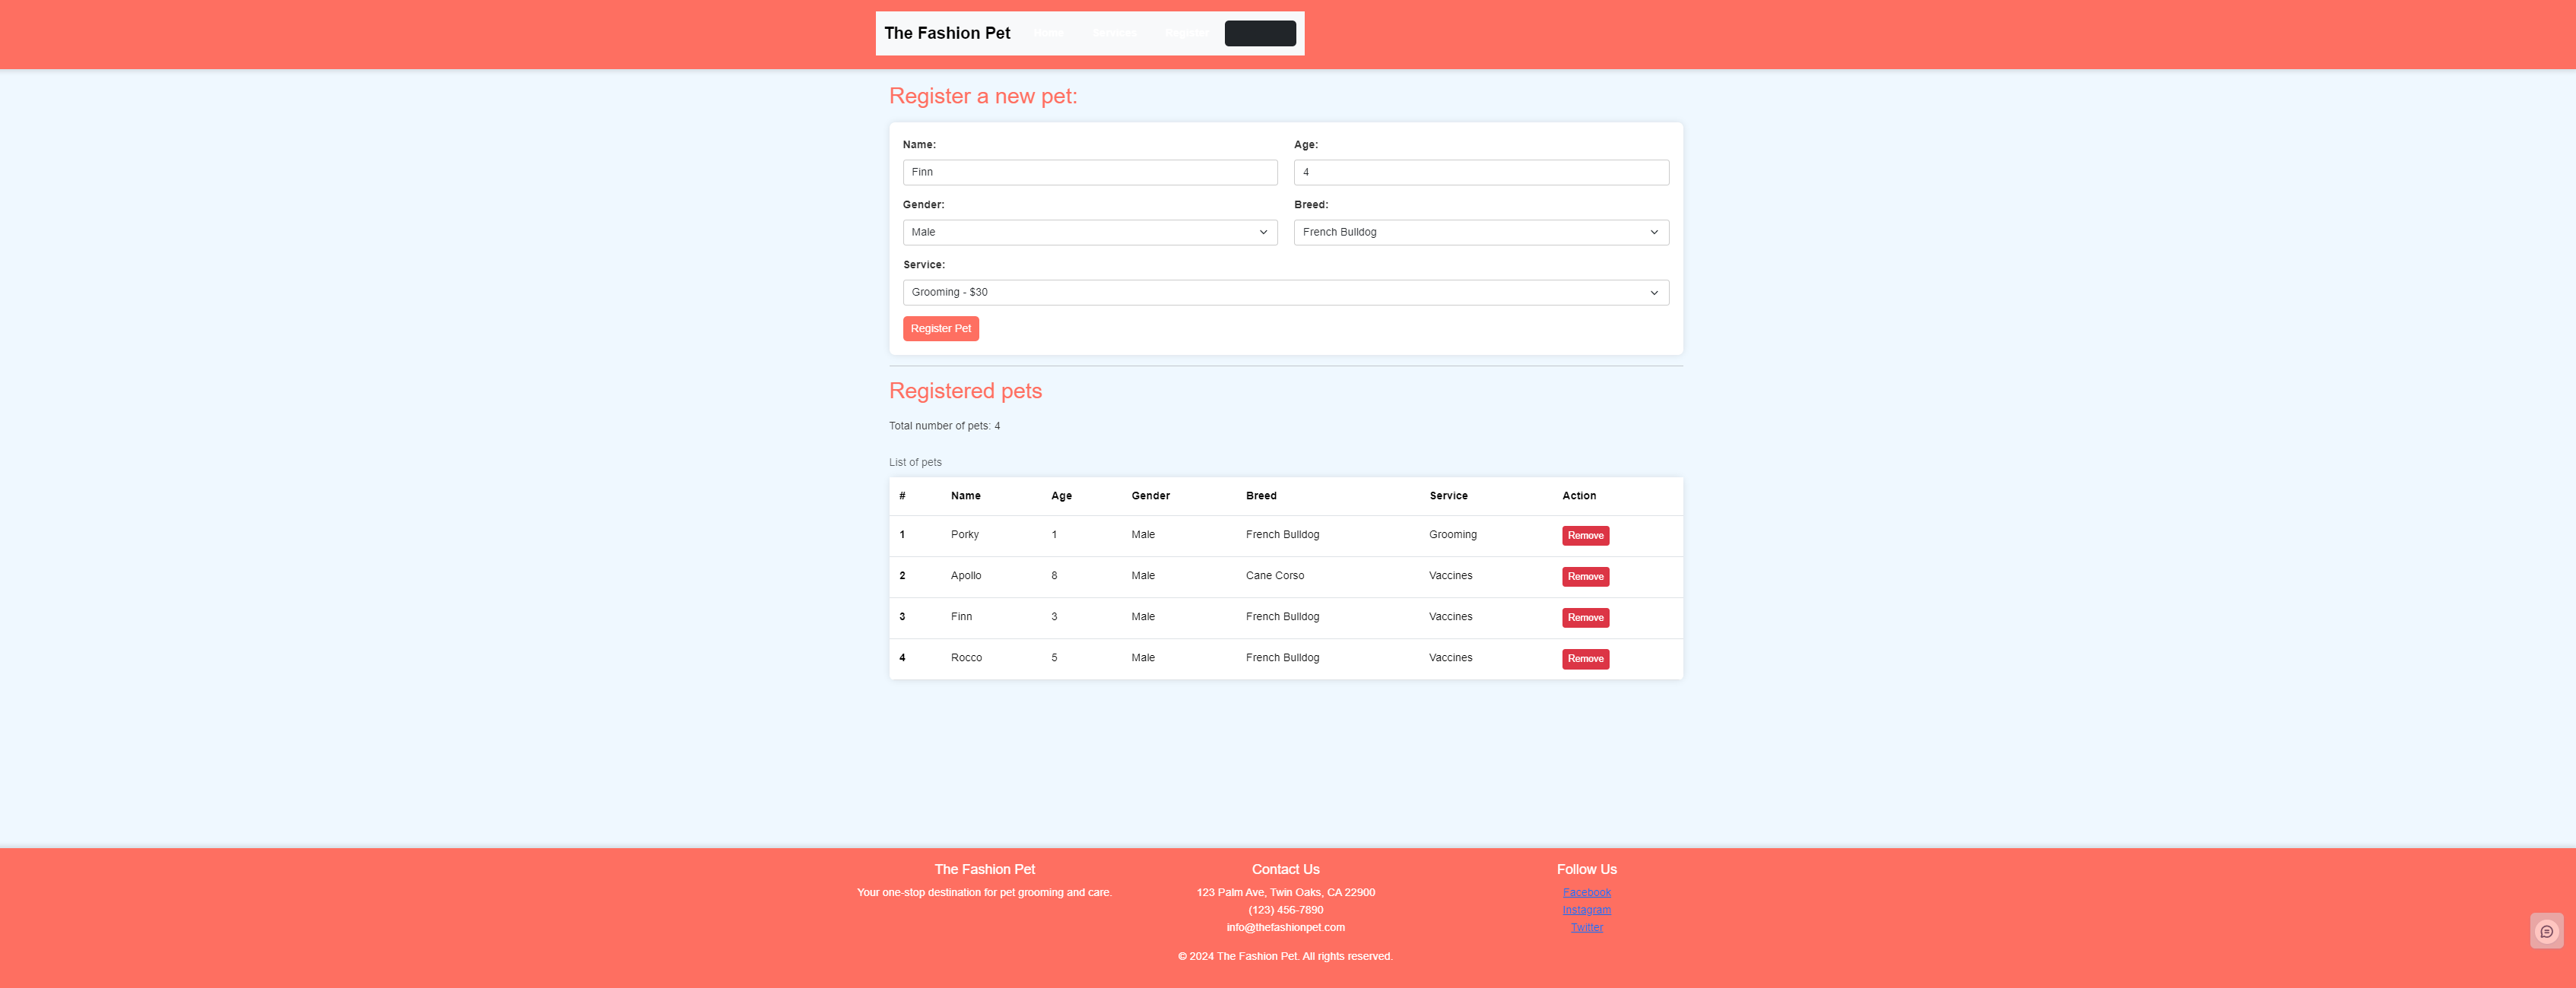 The Fashion Pet Home Services Register
Register a new pet:
Name: Age:
Finn 4
Gender: Breed:
Male French Bulldog
Service:
Grooming - $30
Register Pet
Registered pets
Total number of pets: 4
List of pets
# Name Age Gender Breed Service Action
1 Porky 1 Male French Bulldog Grooming Remove
2 Apollo 8 Male Cane Corso Vaccines Remove
3 Finn 3 Male French Bulldog Vaccines Remove
4 Rocco 5 Male French Bulldog Vaccines Remove
The Fashion Pet Contact Us Follow Us
Your one-stop destination for pet grooming and care. 123 Palm Ave, Twin Oaks, CA 22900 Facebook
(123) 456-7890 Instagram
info@thefashionpet.com Twitter
© 2024 The Fashion Pet. All rights reserved.